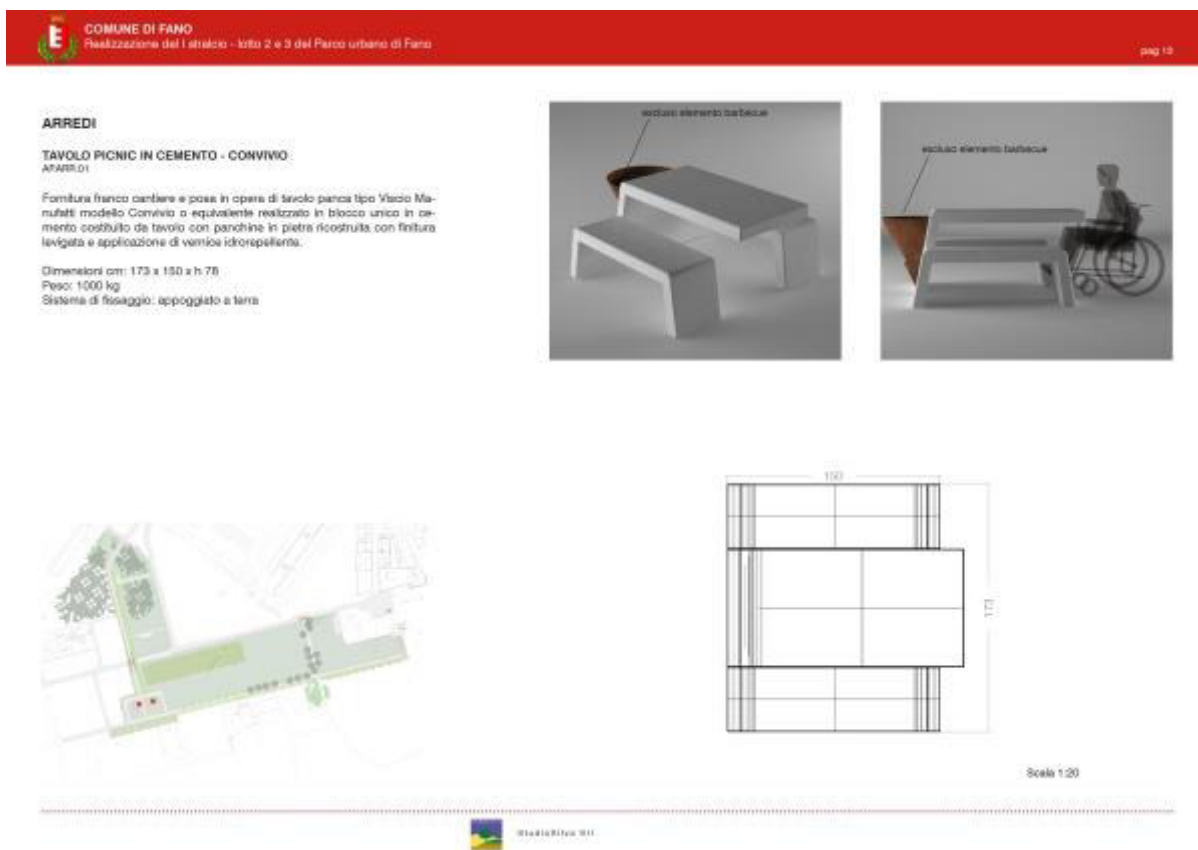 COMUNE DI FANO
Realizzazione del I stralcio - lotto 2 e 3 del Parco urbano di Fano
pag 13
ARREDI
TAVOLO PICNIC IN CEMENTO - CONVIVIO
Fornitura franco cantiere e posa in opera di tavolo panca tipo Viscio Ma-
nufatti modello Convivio o equivalente realizzato in blocco unico in ce-
mento costituito da tavolo con panchine in pietra ricostruita con finitura
levigata e applicazione di vernice idrorepellente.
Dimensioni cm: 173 x 150 x h 78
Peso: 1000 kg
Sistema di fissaggio: appoggiato a terra
escluso elemento barbecue
escluso elemento barbecue
150
173
Scala 1:20